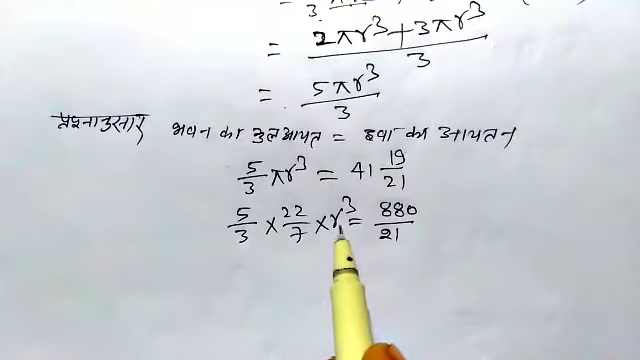 = 2πr³+3πr³ / 3
= 5πr³ / 3
प्रश्नानुसार भवन का कुल आयतन = हवा का आयतन
5/3 πr³ = 41 19/21
5/3 × 22/7 × r³ = 880/21